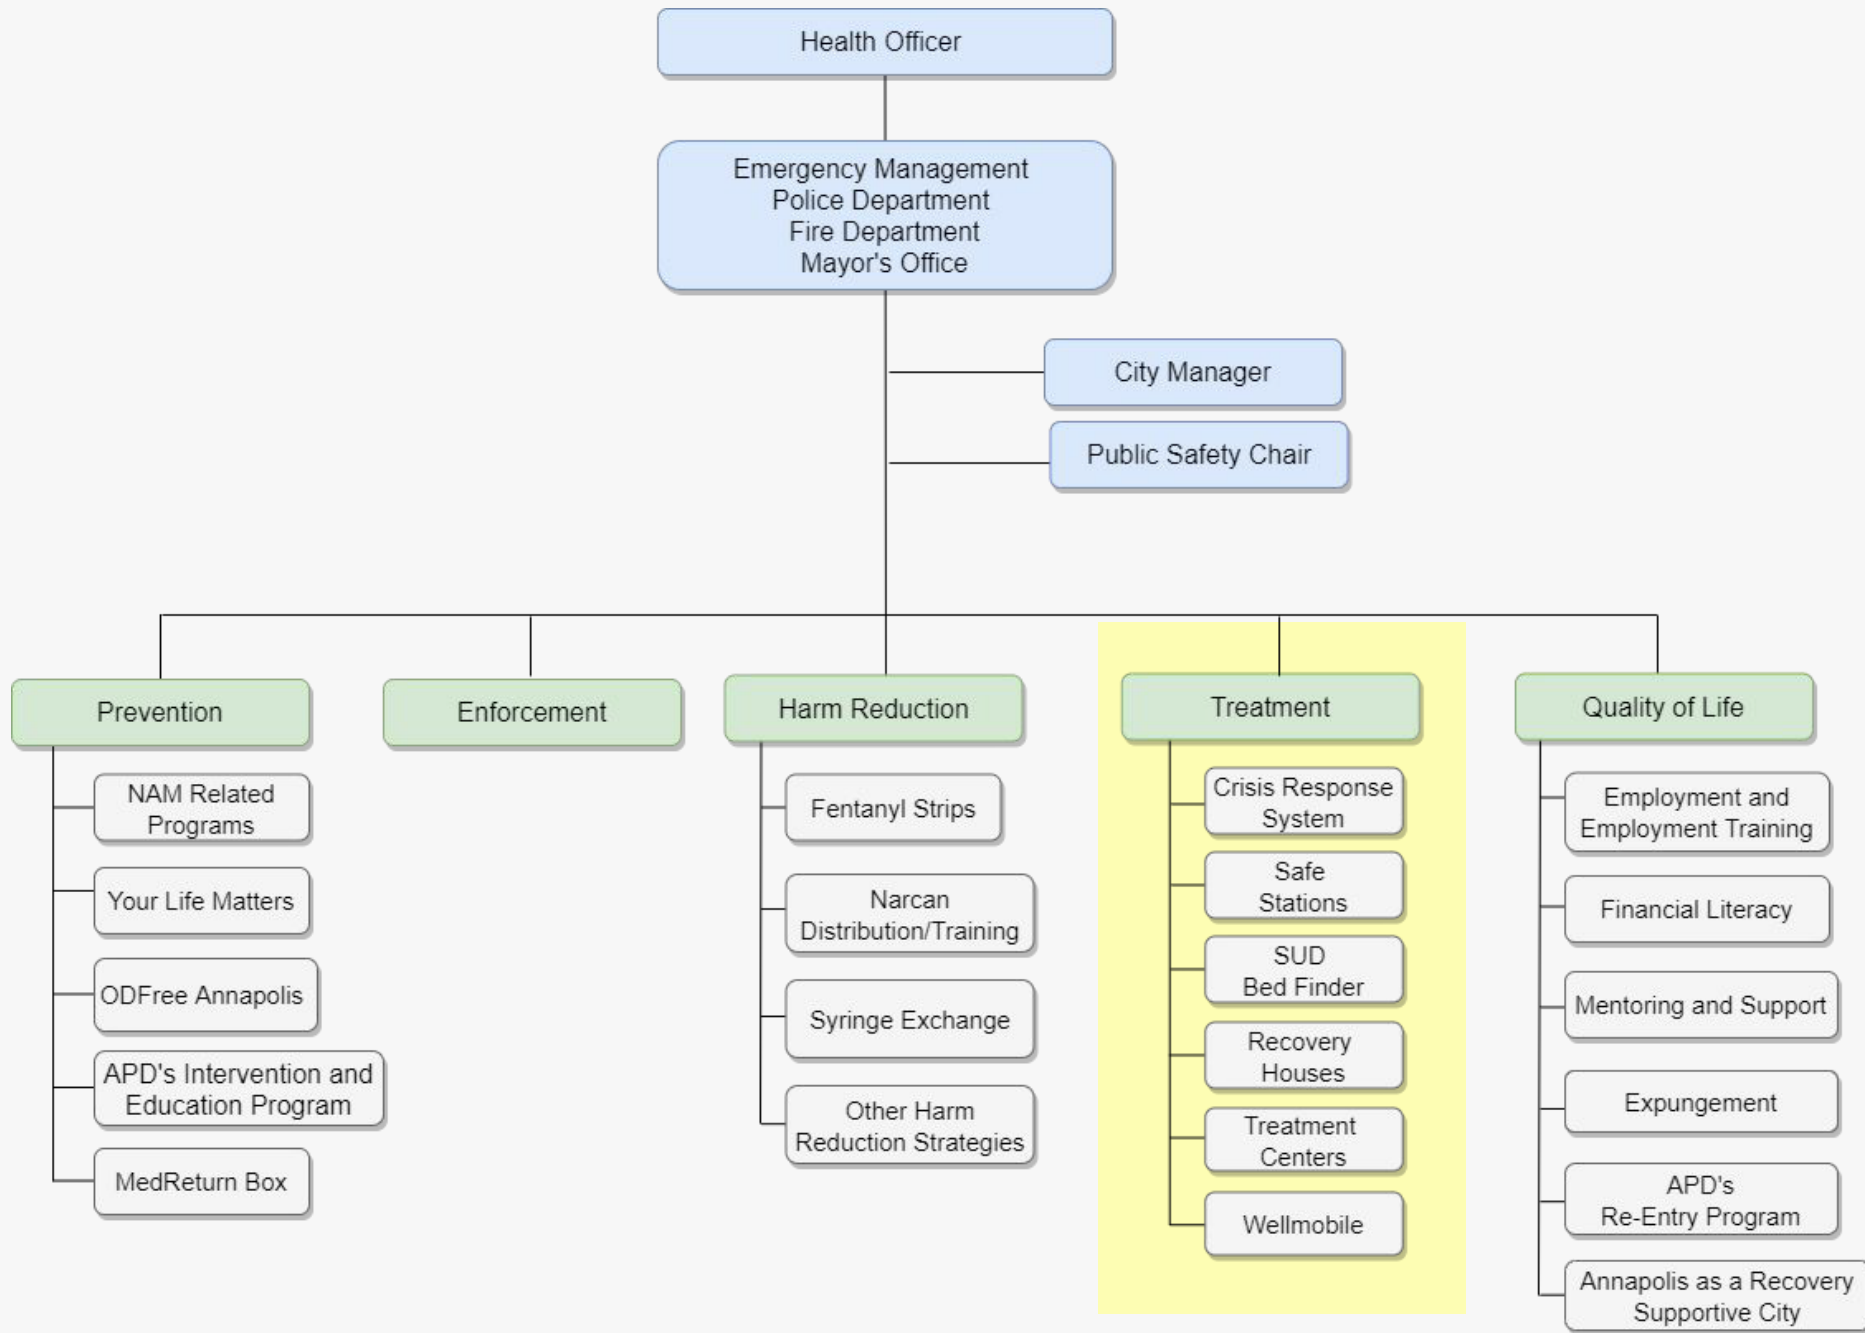 Health Officer
Emergency Management
Police Department
Fire Department
Mayor's Office
City Manager
Public Safety Chair
Prevention
NAM Related
Programs
Your Life Matters
ODFree Annapolis
APD's Intervention and
Education Program
MedReturn Box
Enforcement
Harm Reduction
Fentanyl Strips
Narcan
Distribution/Training
Syringe Exchange
Other Harm
Reduction Strategies
Treatment
Crisis Response
System
Safe
Stations
SUD
Bed Finder
Recovery
Houses
Treatment
Centers
Wellmobile
Quality of Life
Employment and
Employment Training
Financial Literacy
Mentoring and Support
Expungement
APD's
Re-Entry Program
Annapolis as a Recovery
Supportive City